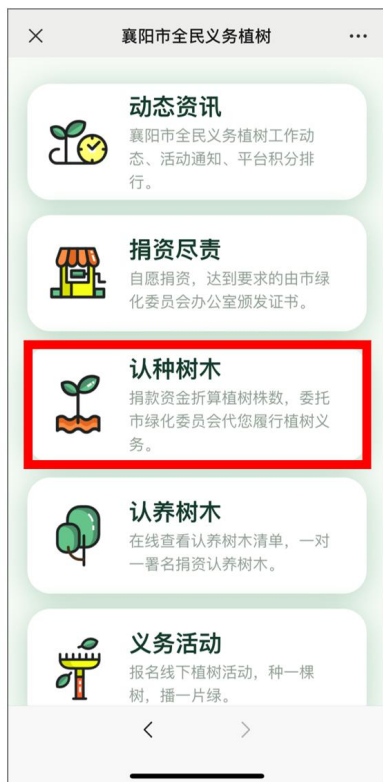 襄阳市全民义务植树
动态资讯
襄阳市全民义务植树工作动
态、活动通知、平台积分排
行。
捐资尽责
自愿捐资，达到要求的由市绿
化委员会办公室颁发证书。
认种树木
捐款资金折算植树株数，委托
市绿化委员会代您履行植树义
务。
认养树木
在线查看认养树木清单，一对
一署名捐资认养树木。
义务活动
报名线下植树活动，种一棵
树，播一片绿。